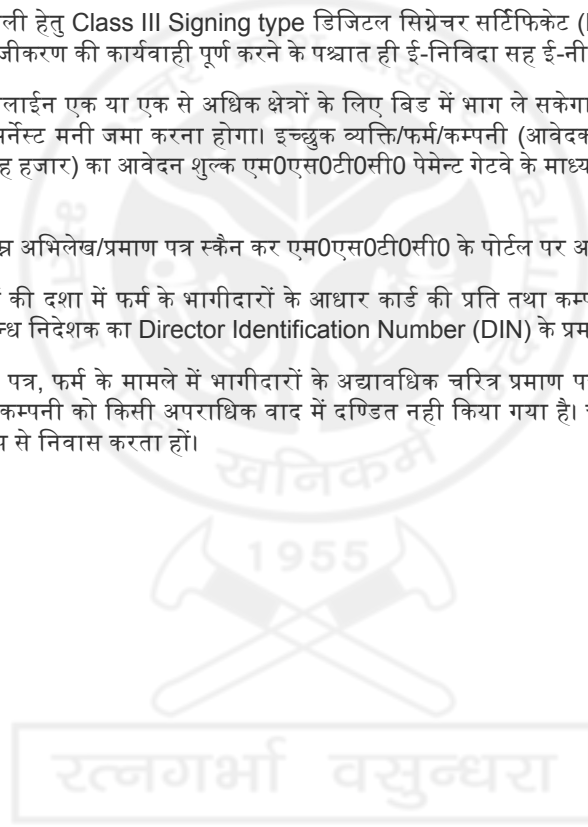 ली हेतु Class III Signing type डिजिटल सिग्नेचर सर्टिफिकेट
जीकरण की कार्यवाही पूर्ण करने के पश्चात ही ई-निविदा सह ई-नी
लाईन एक या एक से अधिक क्षेत्रों के लिए बिड में भाग ले सकेगा
अर्नेस्ट मनी जमा करना होगा। इच्छुक व्यक्ति/फर्म/कम्पनी (आवेदक
ह हजार) का आवेदन शुल्क एम0एस0टी0सी0 पेमेन्ट गेटवे के माध्य
अभिलेख/प्रमाण पत्र स्कैन कर एम0एस0टी0सी0 के पोर्टल पर अ
की दशा में फर्म के भागीदारों के आधार कार्ड की प्रति तथा कम्प
न्ध निदेशक का Director Identification Number (DIN) के प्रम
पत्र, फर्म के मामले में भागीदारों के अद्यावधिक चरित्र प्रमाण प
कम्पनी को किसी अपराधिक वाद में दण्डित नही किया गया है।
से निवास करता हों।
खनिकर्म
1955
रत्नगर्भा वसुन्धरा